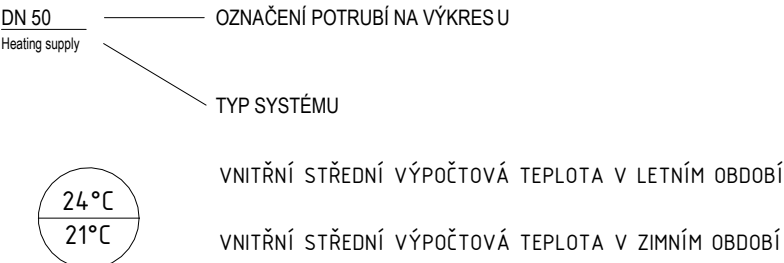 DN 50
OZNAČENÍ POTRUBÍ NA VÝKRES U
Heating supply
TYP SYSTÉMU
VNITŘNÍ STŘEDNÍ VÝPOČTOVÁ TEPLOTA V LETNÍM OBDOBÍ
24°C
21°C
VNITŘNÍ STŘEDNÍ VÝPOČTOVÁ TEPLOTA V ZIMNÍM OBDOBÍ